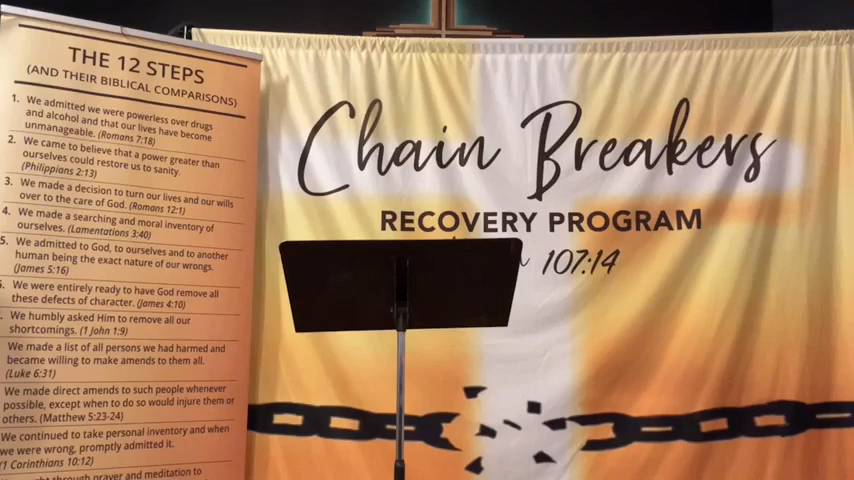 THE 12 STEPS
(AND THEIR BIBLICAL COMPARISONS)
1. We admitted we were powerless over drugs
and alcohol and that our lives have become
unmanageable. (Romans 7:18)
2. We came to believe that a power greater than
ourselves could restore us to sanity.
(Philippians 2:13)
3. We made a decision to turn our lives and our wills
over to the care of God. (Romans 12:1)
4. We made a searching and moral inventory of
ourselves. (Lamentations 3:40)
5. We admitted to God, to ourselves and to another
human being the exact nature of our wrongs.
(James 5:16)
We were entirely ready to have God remove all
these defects of character. (James 4:10)
We humbly asked Him to remove all our
shortcomings. (1 John 1:9)
We made a list of all persons we had harmed and
became willing to make amends to them all.
(Luke 6:31)
We made direct amends to such people whenever
possible, except when to do so would injure them or
others. (Matthew 5:23-24)
We continued to take personal inventory and when
we were wrong, promptly admitted it.
(1 Corinthians 10:12)
through prayer and meditation to
Chain Breakers
RECOVERY PROGRAM
107:14